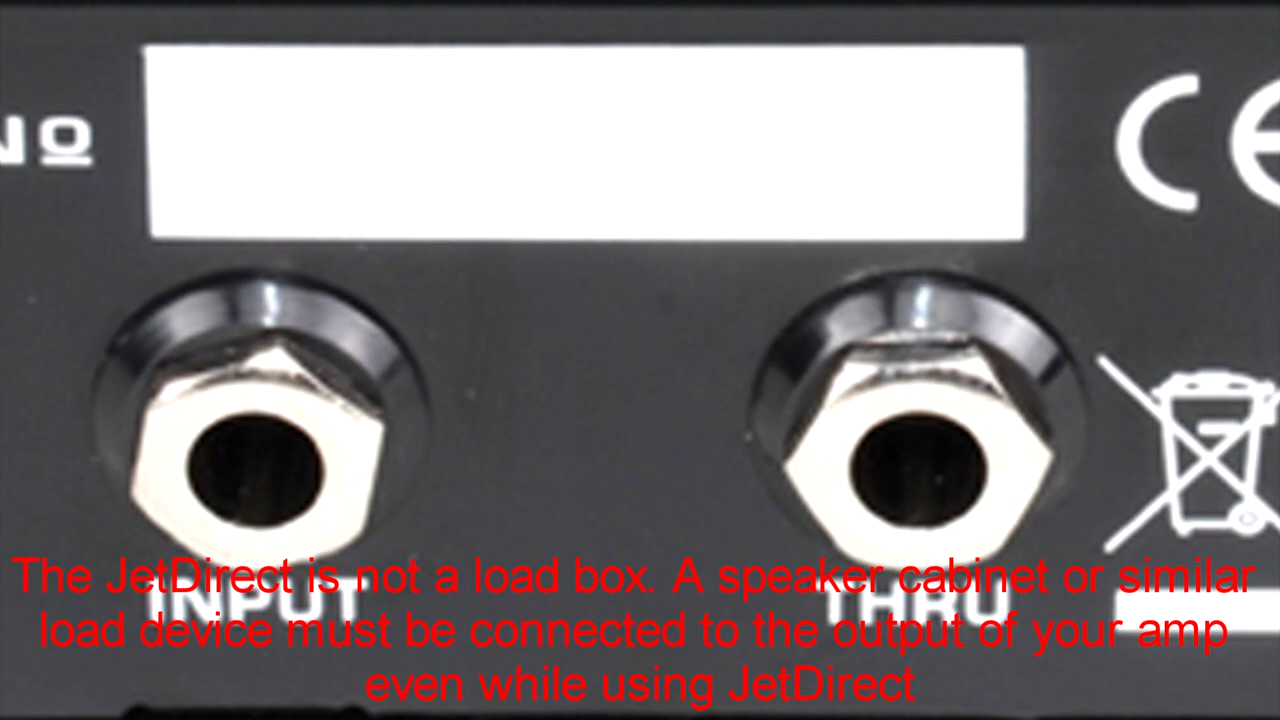 No
CE
INPUT THRU
The JetDirect is not a load box. A speaker cabinet or similar
load device must be connected to the output of your amp
even while using JetDirect